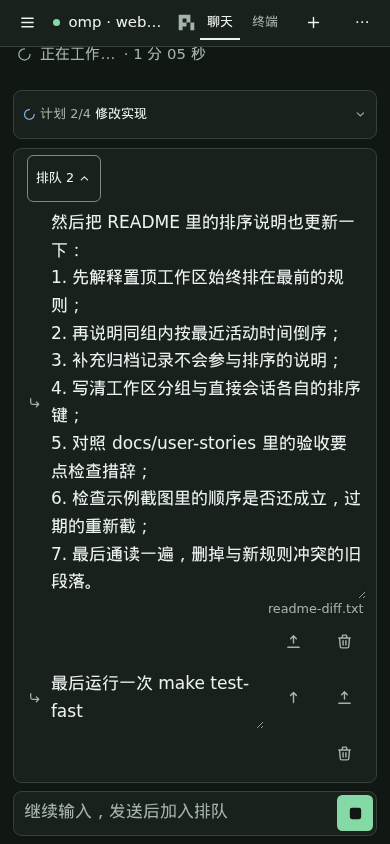 omp · web… 聊天 终端
正在工作… · 1 分 05 秒
计划 2/4 修改实现
排队 2
然后把 README 里的排序说明也更新一
下：
1. 先解释置顶工作区始终排在最前的规
则；
2. 再说明同组内按最近活动时间倒序；
3. 补充归档记录不会参与排序的说明；
4. 写清工作区分组与直接会话各自的排序
键；
5. 对照 docs/user-stories 里的验收要
点检查措辞；
6. 检查示例截图里的顺序是否还成立，过
期的重新截；
7. 最后通读一遍，删掉与新规则冲突的旧
段落。
readme-diff.txt
最后运行一次 make test-
fast
继续输入，发送后加入排队